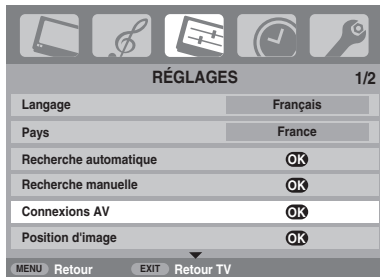 RÉGLAGES 1/2
Langage Français
Pays France
Recherche automatique OK
Recherche manuelle OK
Connexions AV OK
Position d'image OK
MENU Retour EXIT Retour TV